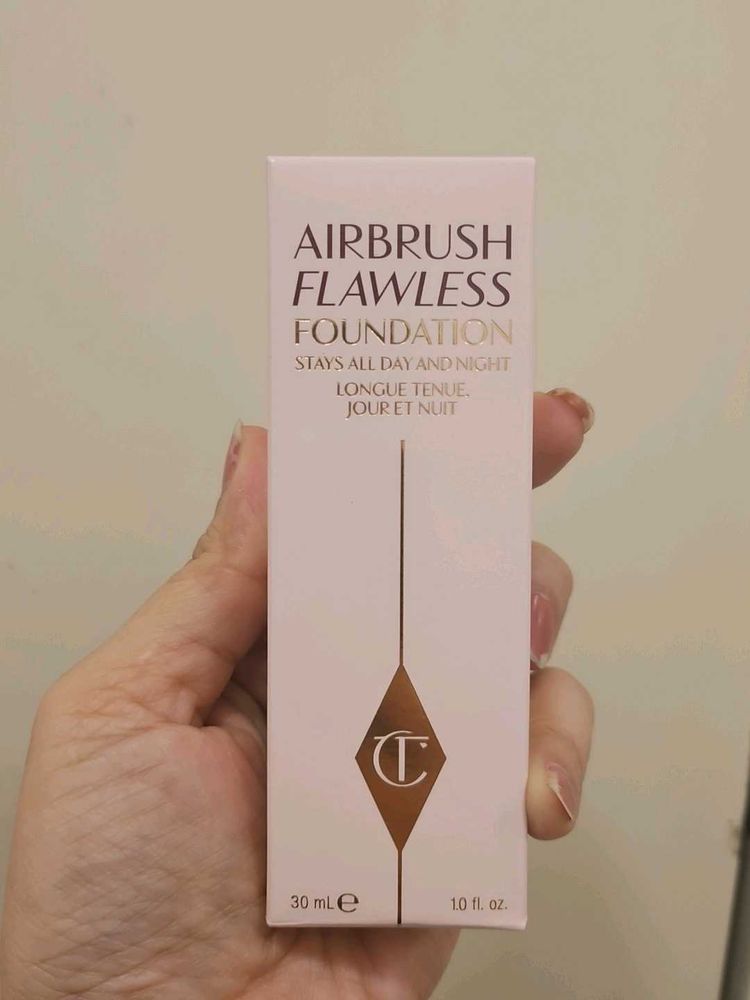 AIRBRUSH
FLAWLESS
FOUNDATION
STAYS ALL DAY AND NIGHT
LONGUE TENUE,
JOUR ET NUIT
CT
30 mL ℮
1.0 fl. oz.